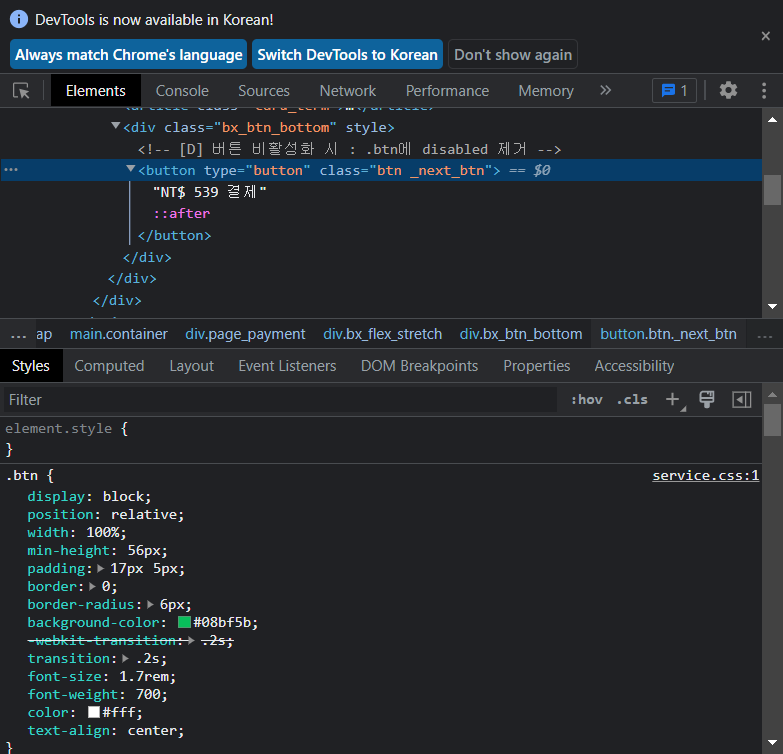 DevTools is now available in Korean!
Always match Chrome's language Switch DevTools to Korean Don't show again
Elements Console Sources Network Performance Memory 1
<div class="bx_btn_bottom" style>
<!-- [D] 버튼 비활성화 시 : .btn에 disabled 제거 -->
<button type="button" class="btn _next_btn"> == $0
"NT$ 539 결제"
::after
</button>
</div>
</div>
</div>
... ap main.container div.page_payment div.bx_flex_stretch div.bx_btn_bottom button.btn._next_btn ...
Styles Computed Layout Event Listeners DOM Breakpoints Properties Accessibility
Filter :hov .cls +
element.style {
}
.btn { service.css:1
display: block;
position: relative;
width: 100%;
min-height: 56px;
padding: 17px 5px;
border: 0;
border-radius: 6px;
background-color: #08bf5b;
-webkit-transition: .2s;
transition: .2s;
font-size: 1.7rem;
font-weight: 700;
color: #fff;
text-align: center;
}